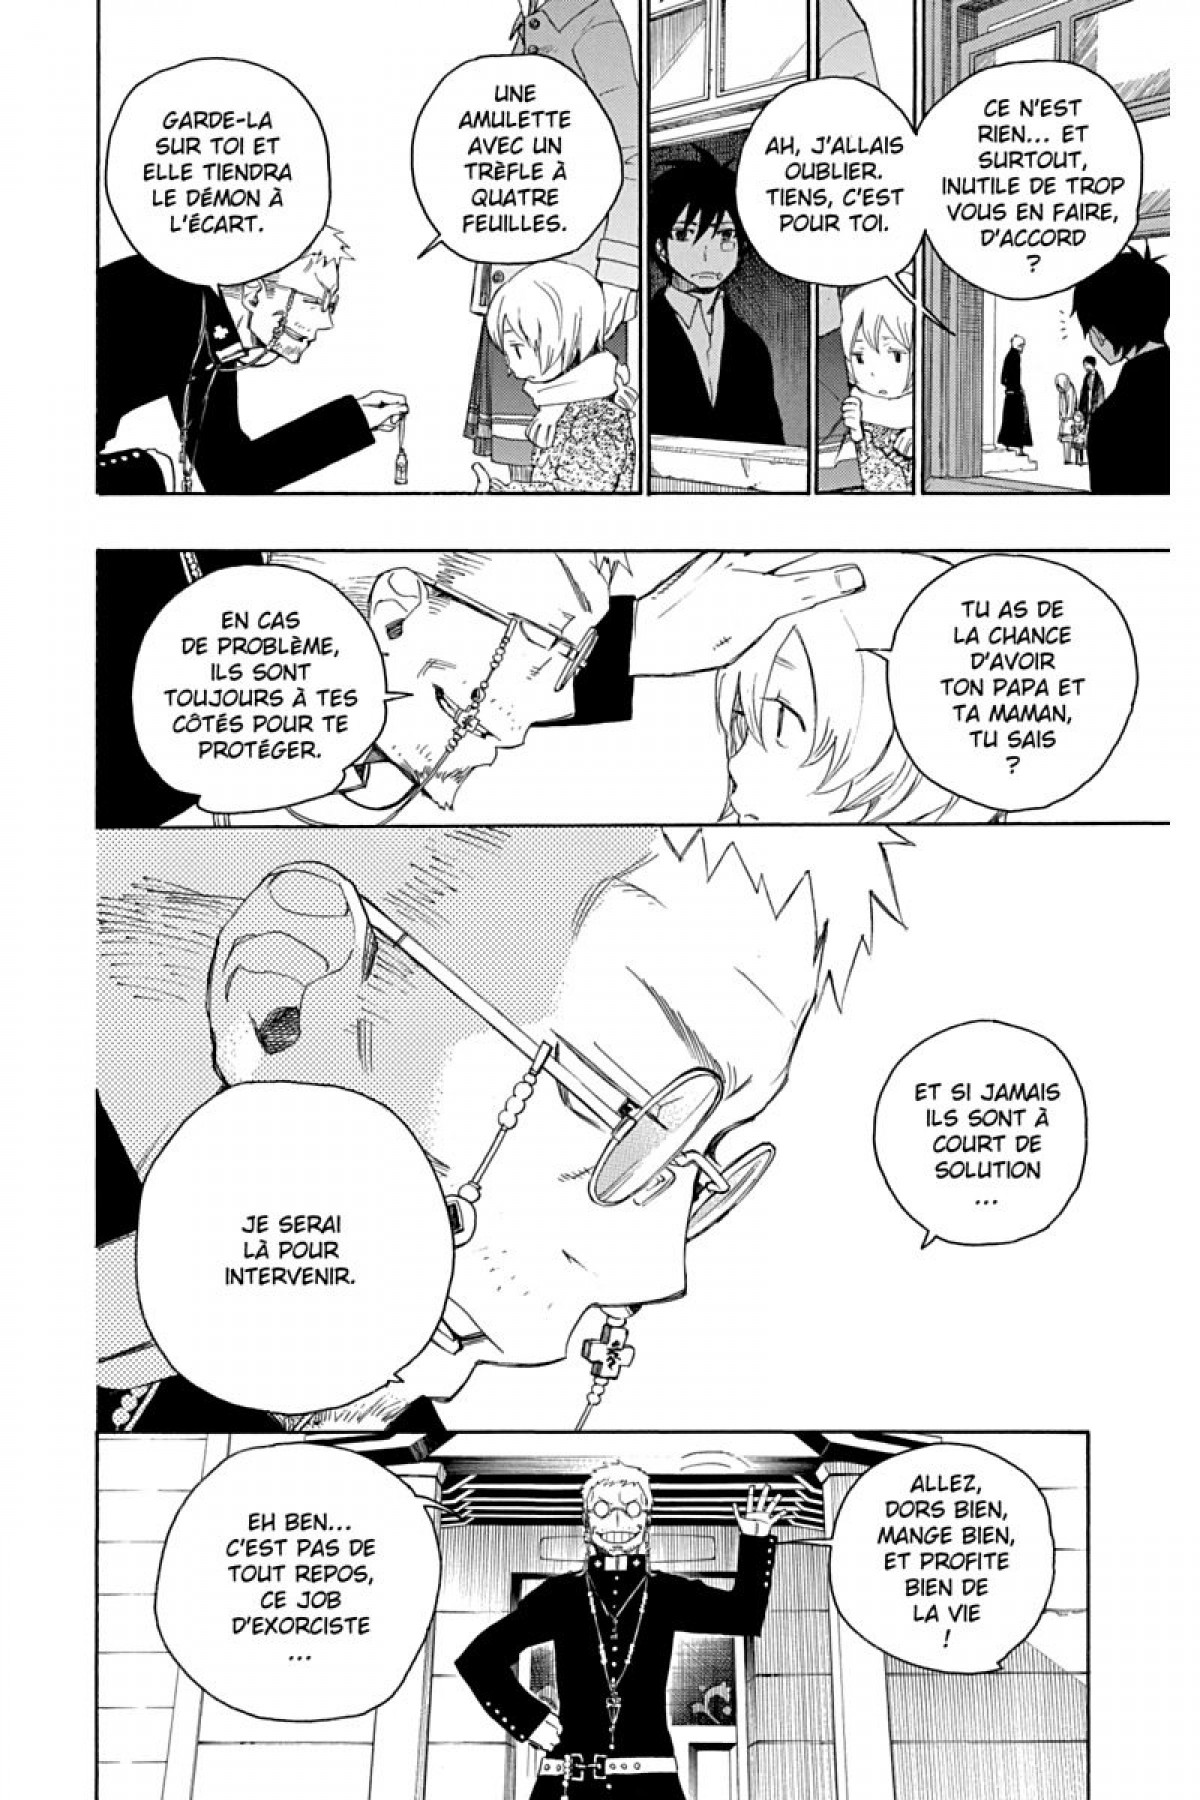 CE N'EST
RIEN... ET
SURTOUT,
INUTILE DE TROP
VOUS EN FAIRE,
D'ACCORD
?
AH, J'ALLAIS
OUBLIER.
TIENS, C'EST
POUR TOI.
UNE
AMULETTE
AVEC UN
TRÈFLE À
QUATRE
FEUILLES.
GARDE-LA
SUR TOI ET
ELLE TIENDRA
LE DÉMON À
L'ÉCART.
TU AS DE
LA CHANCE
D'AVOIR
TON PAPA ET
TA MAMAN,
TU SAIS
?
EN CAS
DE PROBLÈME,
ILS SONT
TOUJOURS À TES
CÔTÉS POUR TE
PROTÉGER.
ET SI JAMAIS
ILS SONT À
COURT DE
SOLUTION
...
JE SERAI
LÀ POUR
INTERVENIR.
ALLEZ,
DORS BIEN,
MANGE BIEN,
ET PROFITE
BIEN DE
LA VIE
!
EH BEN...
C'EST PAS DE
TOUT REPOS,
CE JOB
D'EXORCISTE
...